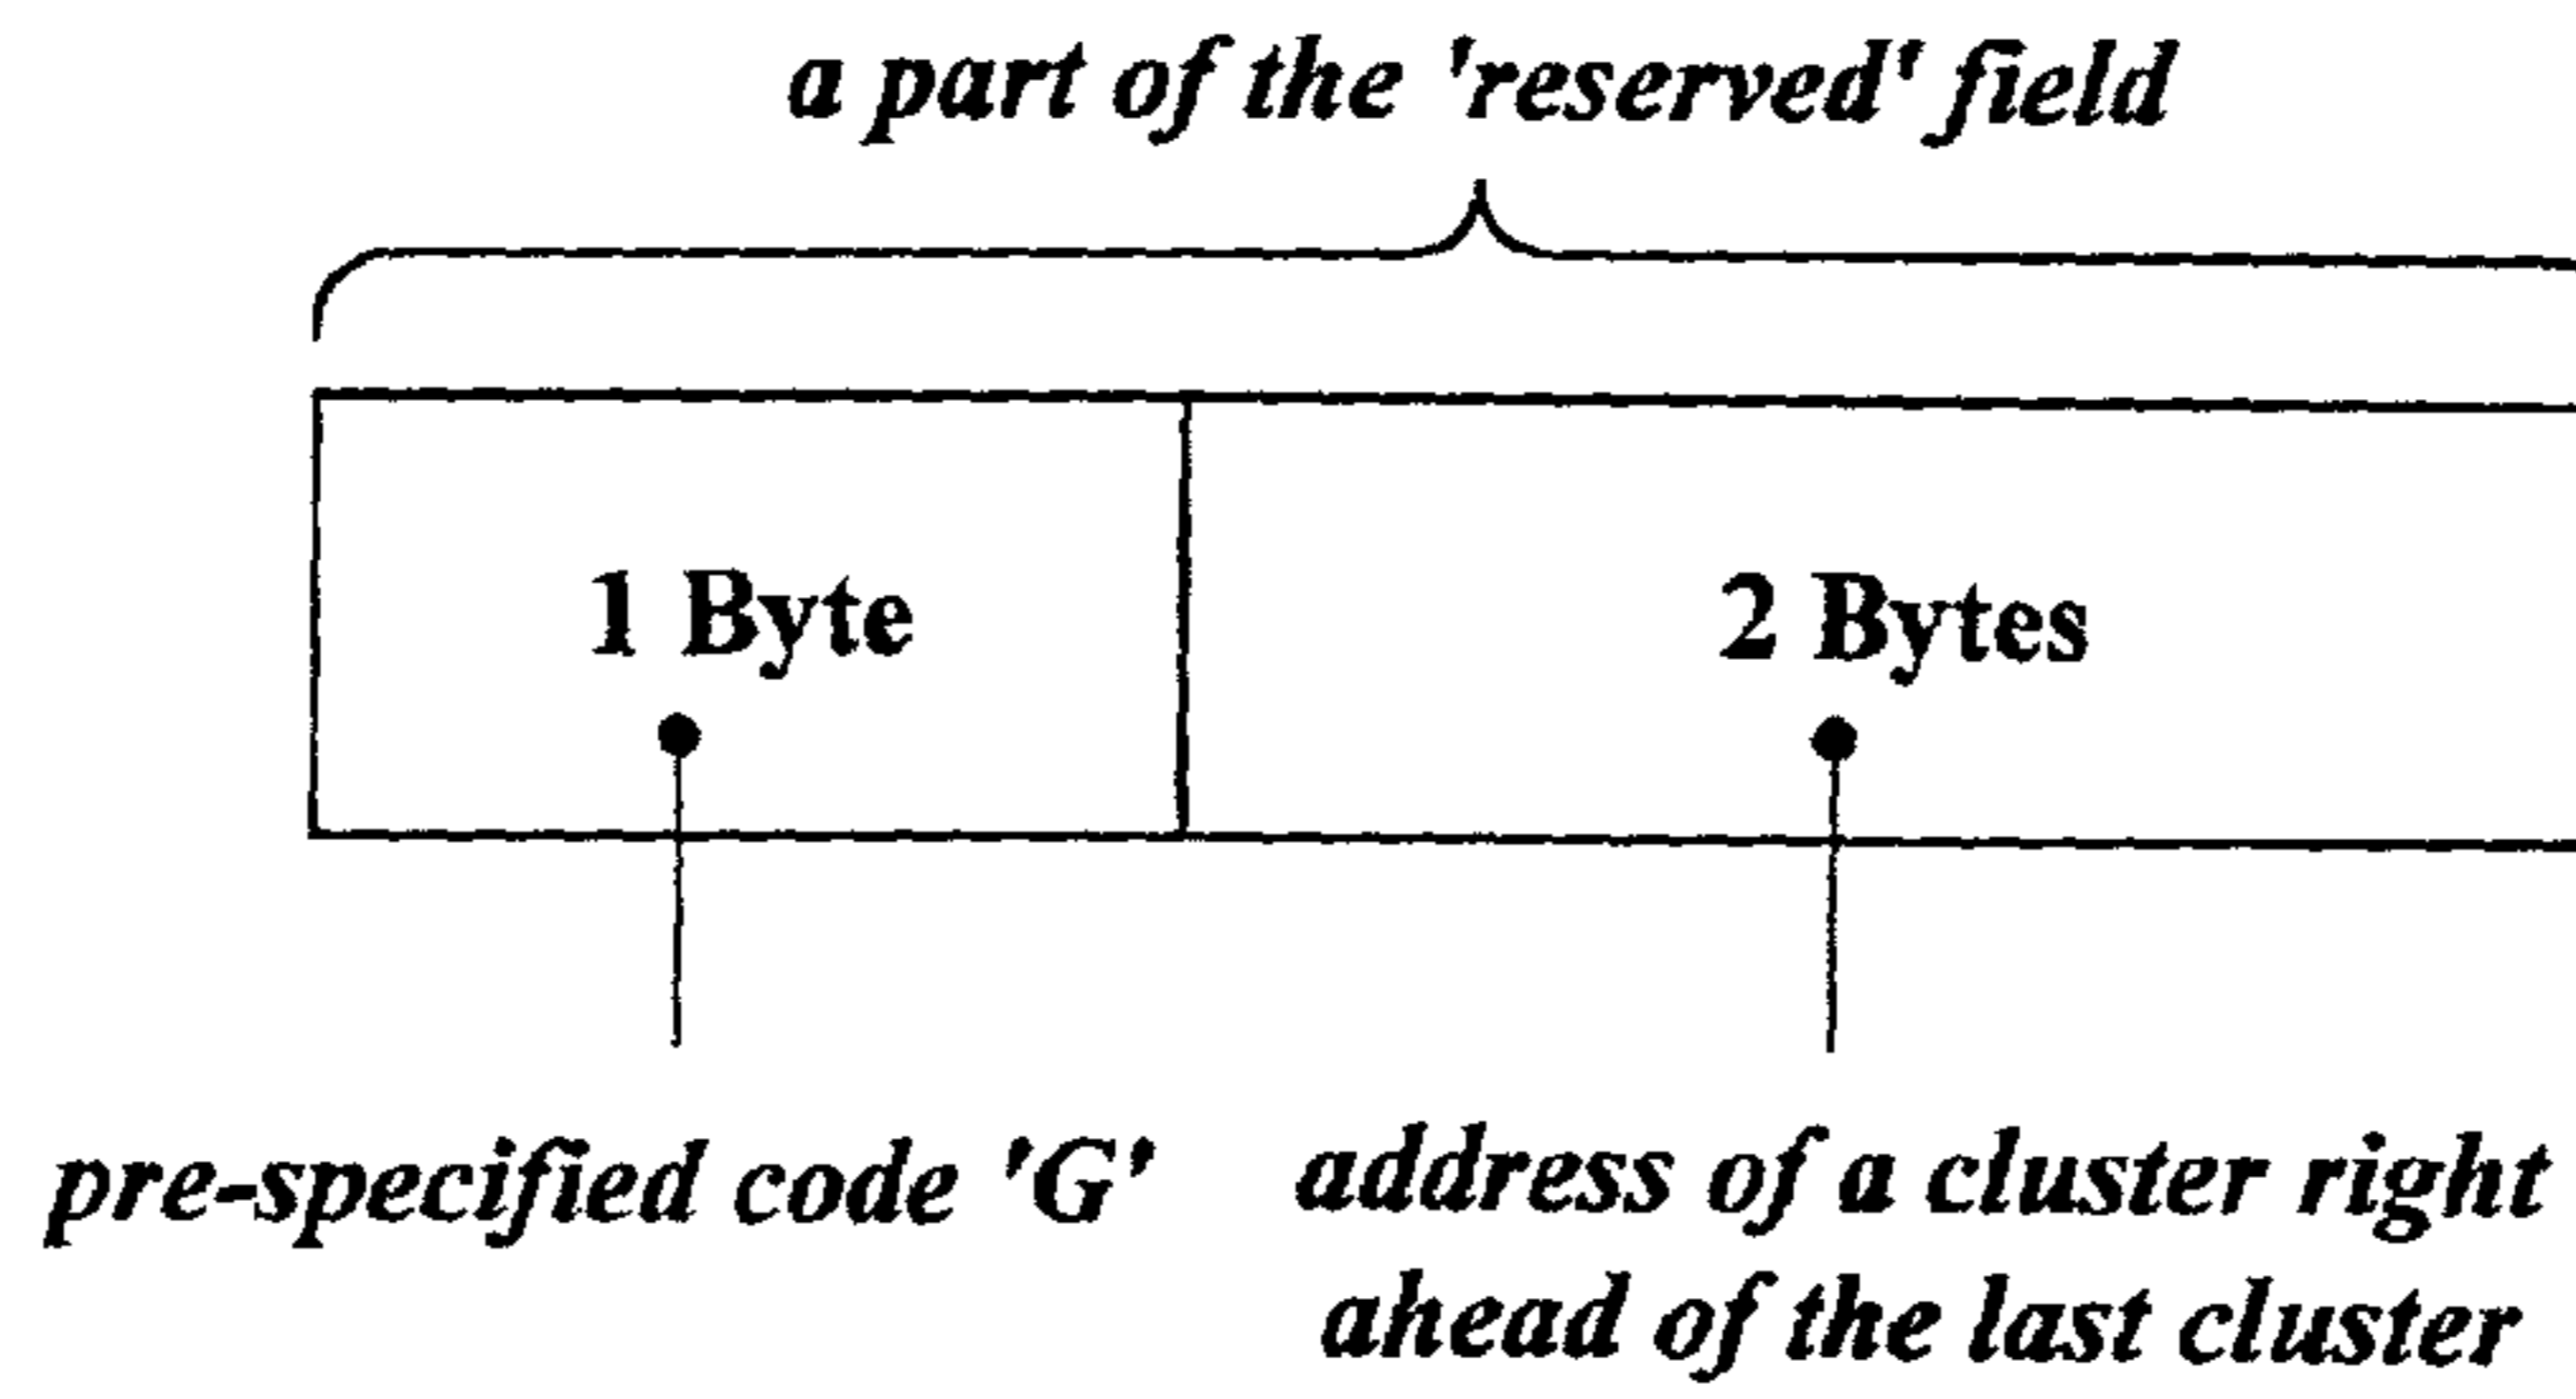 a part of the 'reserved' field
1 Byte
2 Bytes
pre-specified code 'G'
address of a cluster right
ahead of the last cluster